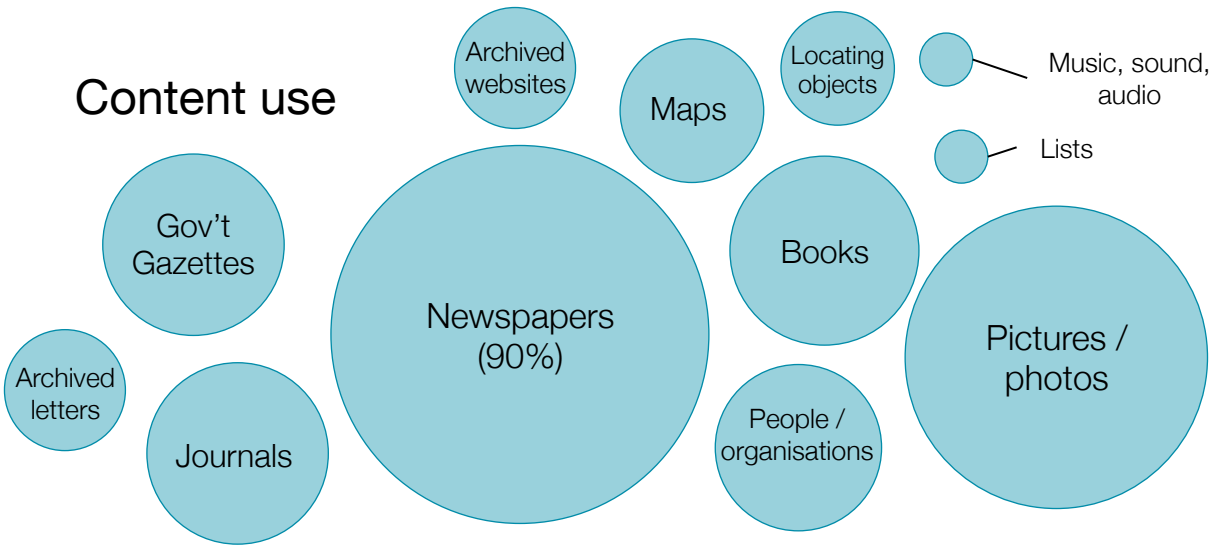 Content use
Archived
websites
Maps
Locating
objects
Music, sound,
audio
Lists
Gov’t
Gazettes
Newspapers
(90%)
Books
Pictures /
photos
Archived
letters
Journals
People /
organisations